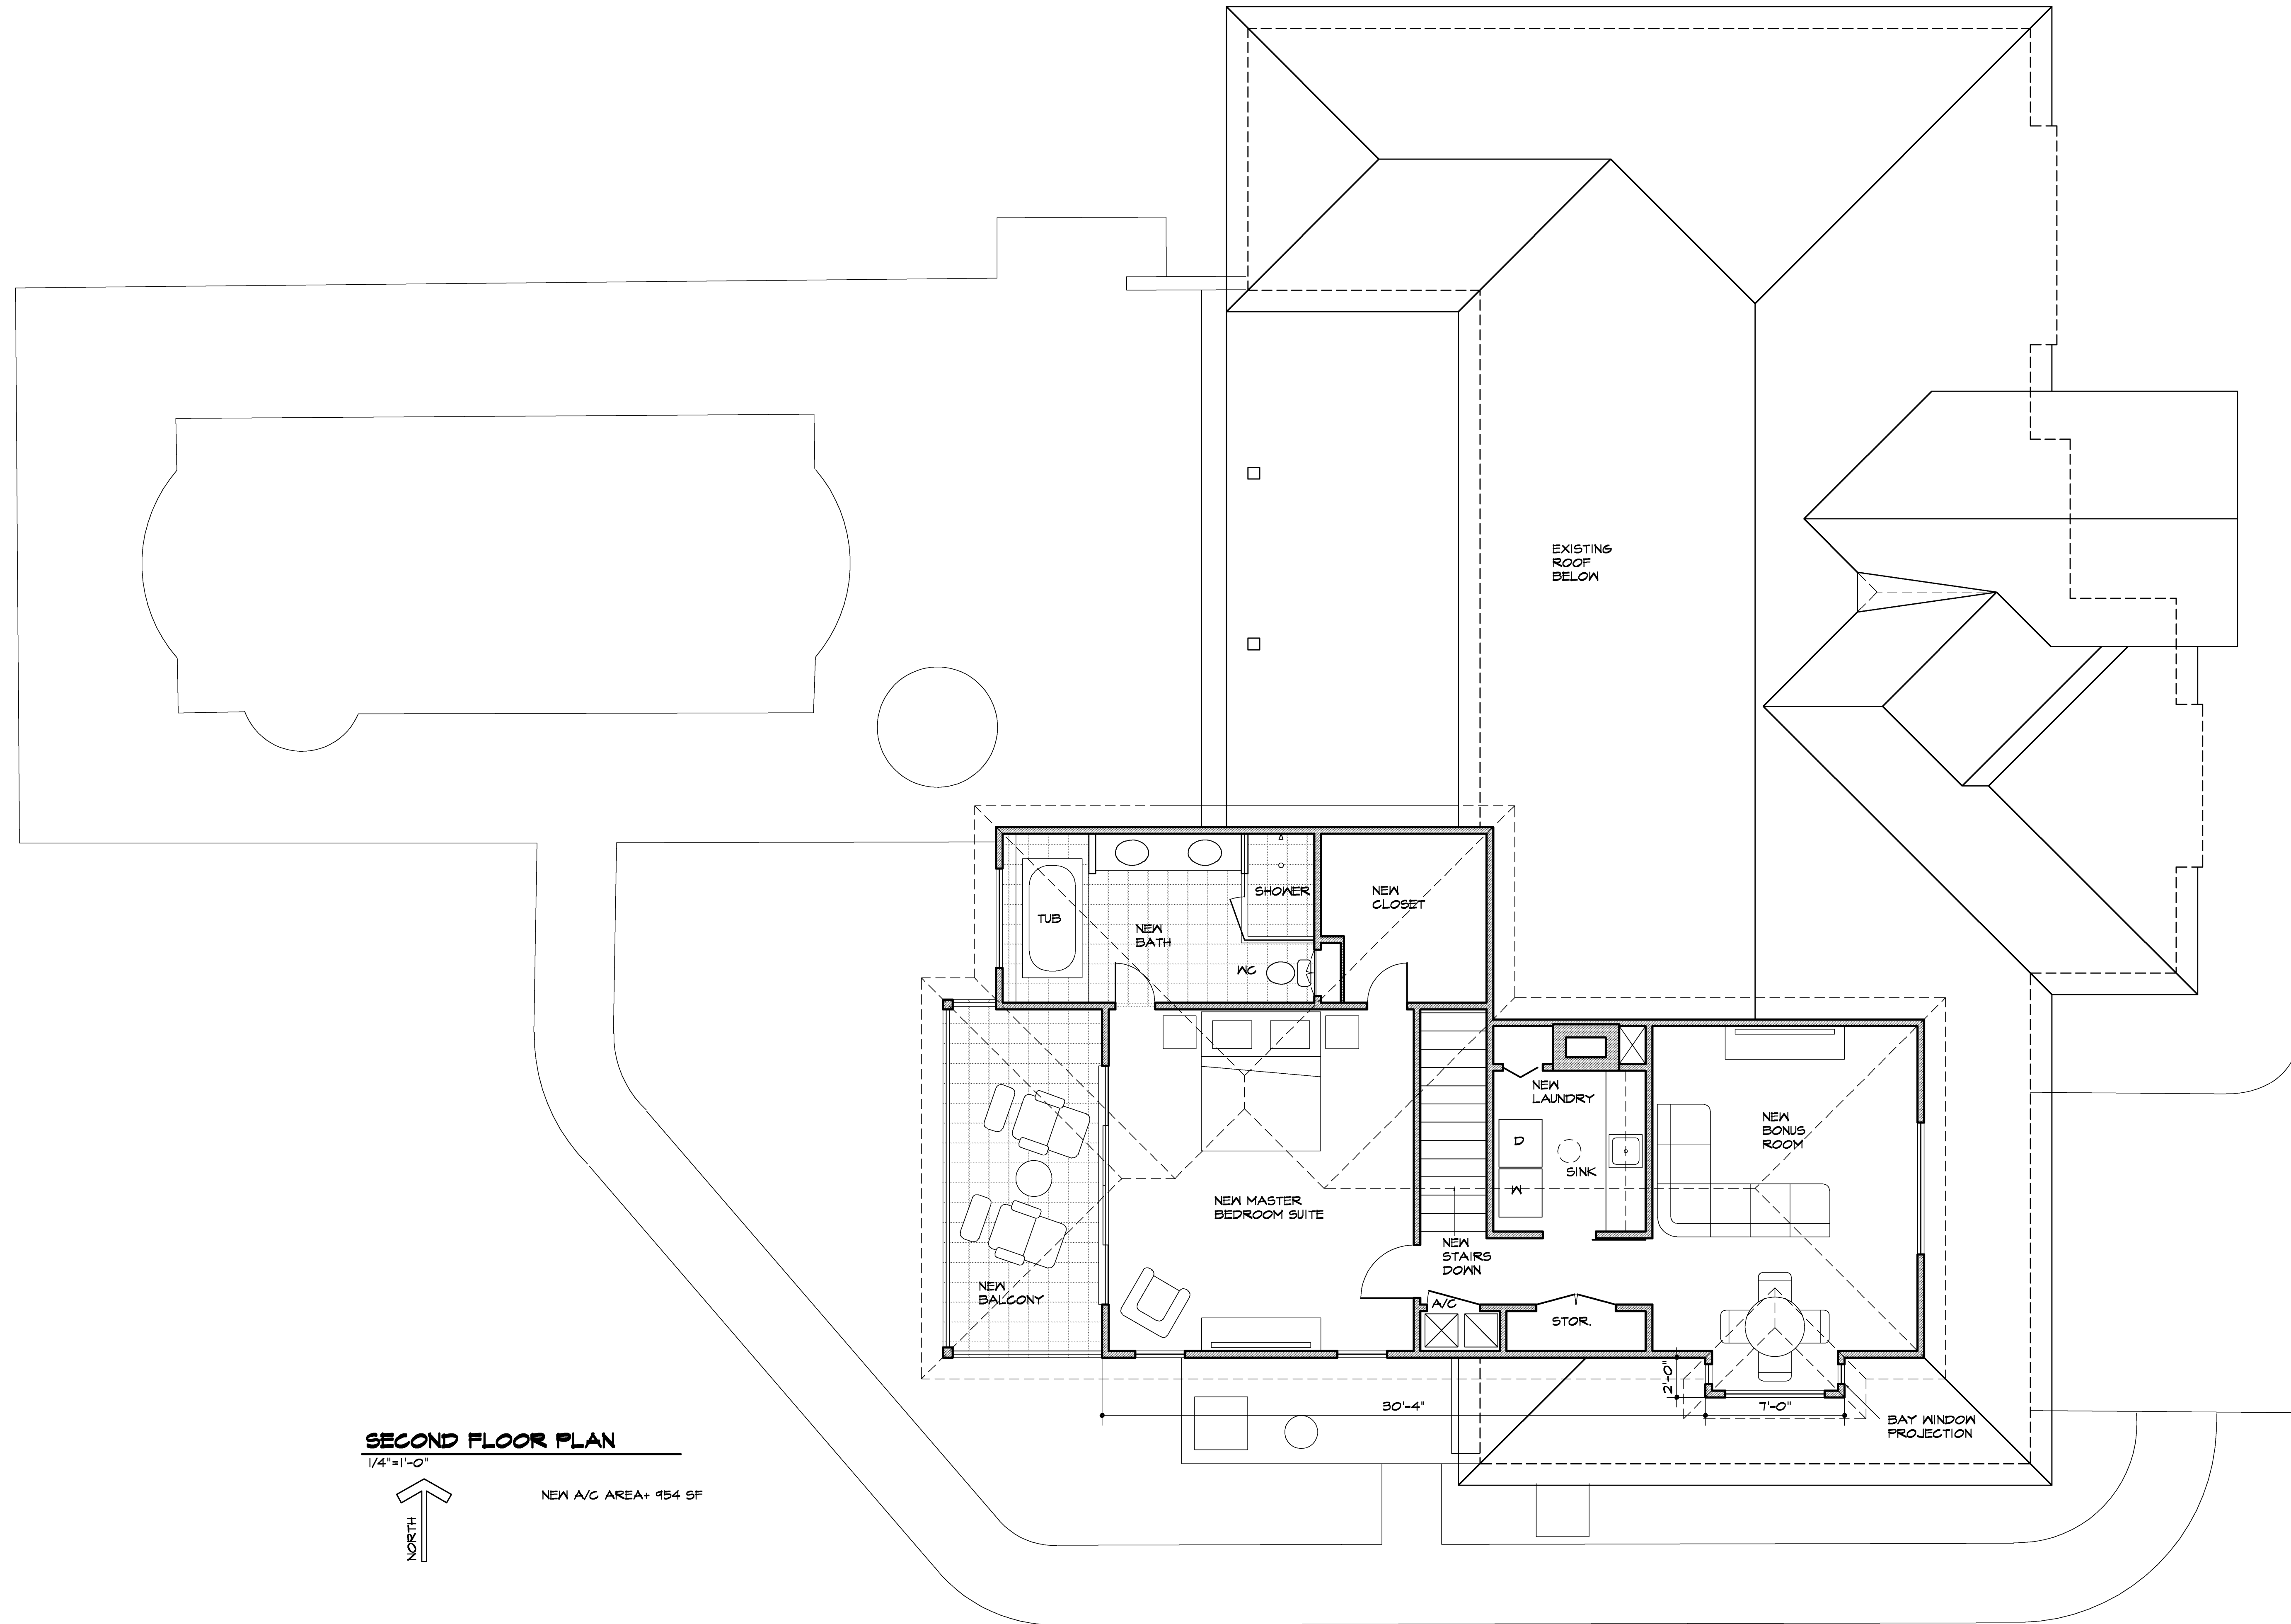 EXISTING
ROOF
BELOW
SHOWER
NEW
CLOSET
TUB
NEW
BATH
WC
NEW
LAUNDRY
D
SINK
W
NEW
BONUS
ROOM
NEW MASTER
BEDROOM SUITE
NEW
STAIRS
DOWN
NEW
BALCONY
A/C
STOR.
2'-0"
30'-4"
7'-0"
BAY WINDOW
PROJECTION
SECOND FLOOR PLAN
1/4"=1'-0"
NEW A/C AREA+ 954 SF
NORTH